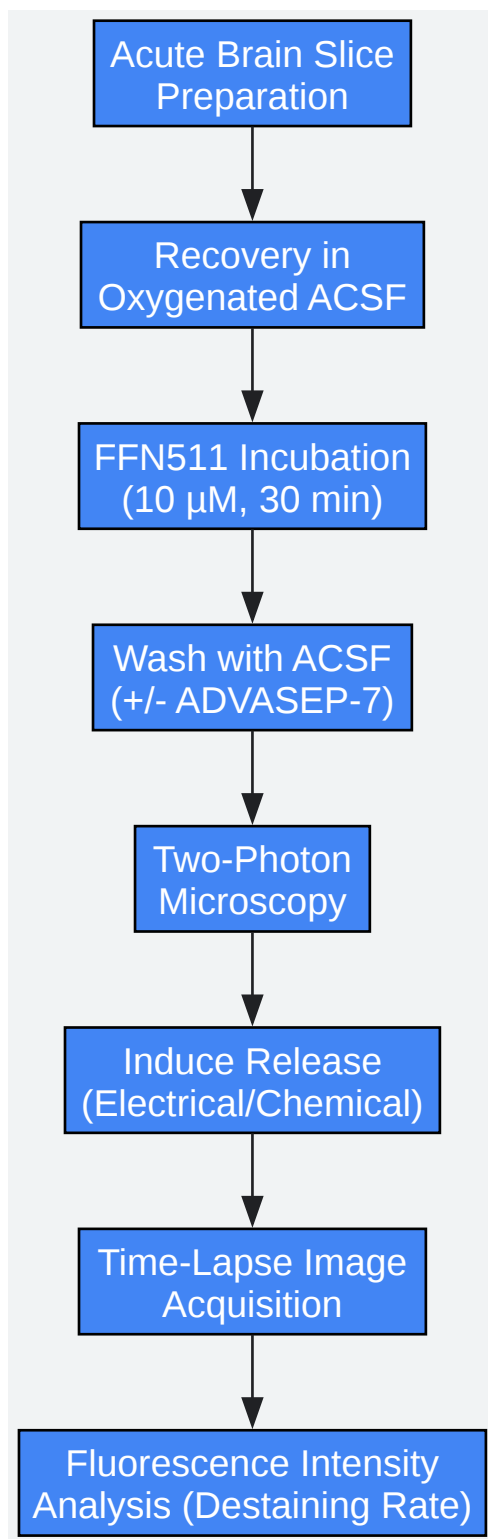 Acute Brain Slice
Preparation
Recovery in
Oxygenated ACSF
FFN511 Incubation
(10 µM, 30 min)
Wash with ACSF
(+/- ADVASEP-7)
Two-Photon
Microscopy
Induce Release
(Electrical/Chemical)
Time-Lapse Image
Acquisition
Fluorescence Intensity
Analysis (Destaining Rate)